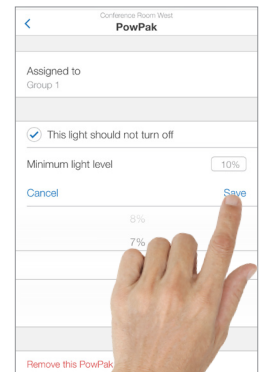 Conference Room West
PowPak
Assigned to
Group 1
This light should not turn off
Minimum light level 10%
Cancel Save
8%
7%
Remove this PowPak